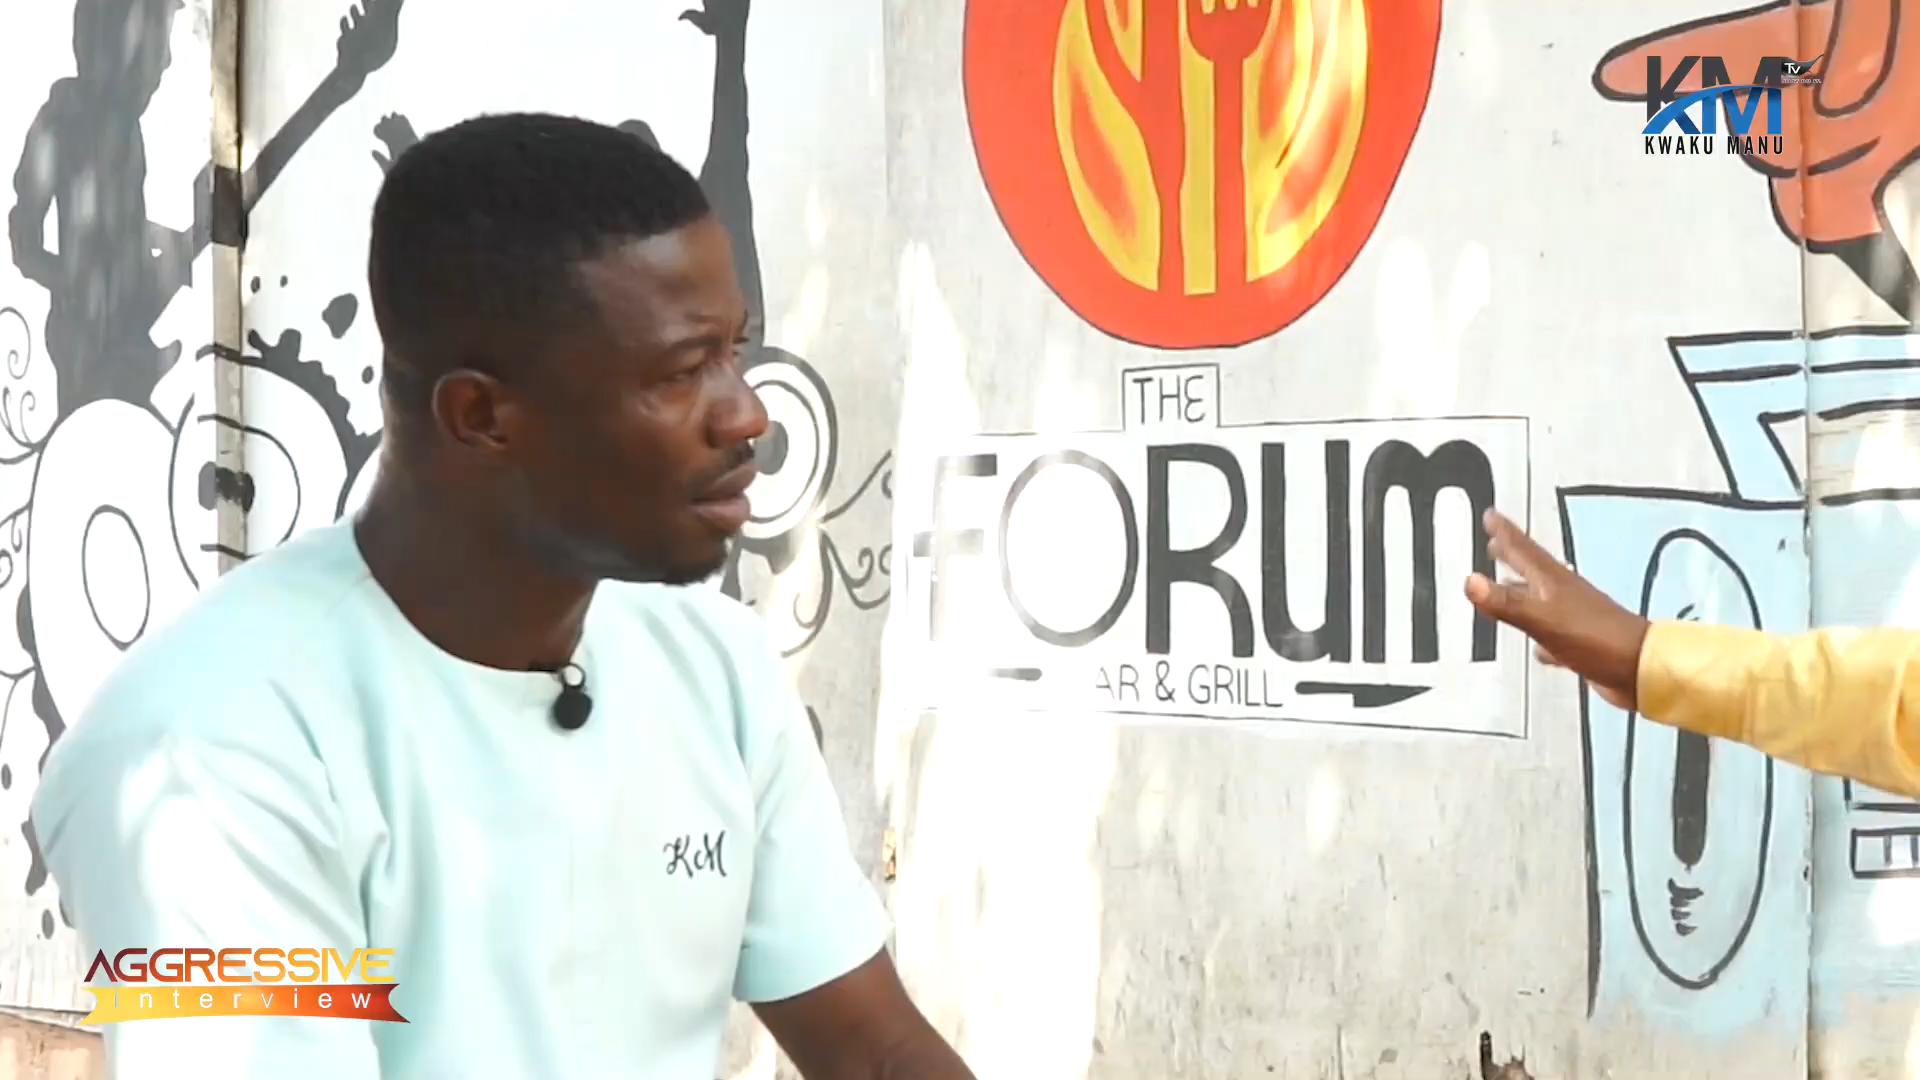 KM
Tv
KWAKU MANU
THE
FORUM
AR & GRILL
KM
AGGRESSIVE
interview